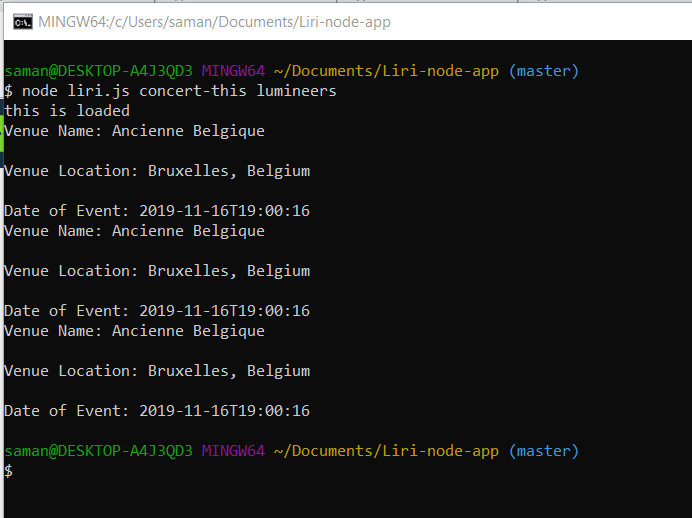 MINGW64:/c/Users/saman/Documents/Liri-node-app
saman@DESKTOP-A4J3QD3 MINGW64 ~/Documents/Liri-node-app (master)
$ node liri.js concert-this lumineers
this is loaded
Venue Name: Ancienne Belgique
Venue Location: Bruxelles, Belgium
Date of Event: 2019-11-16T19:00:16
Venue Name: Ancienne Belgique
Venue Location: Bruxelles, Belgium
Date of Event: 2019-11-16T19:00:16
Venue Name: Ancienne Belgique
Venue Location: Bruxelles, Belgium
Date of Event: 2019-11-16T19:00:16
saman@DESKTOP-A4J3QD3 MINGW64 ~/Documents/Liri-node-app (master)
$